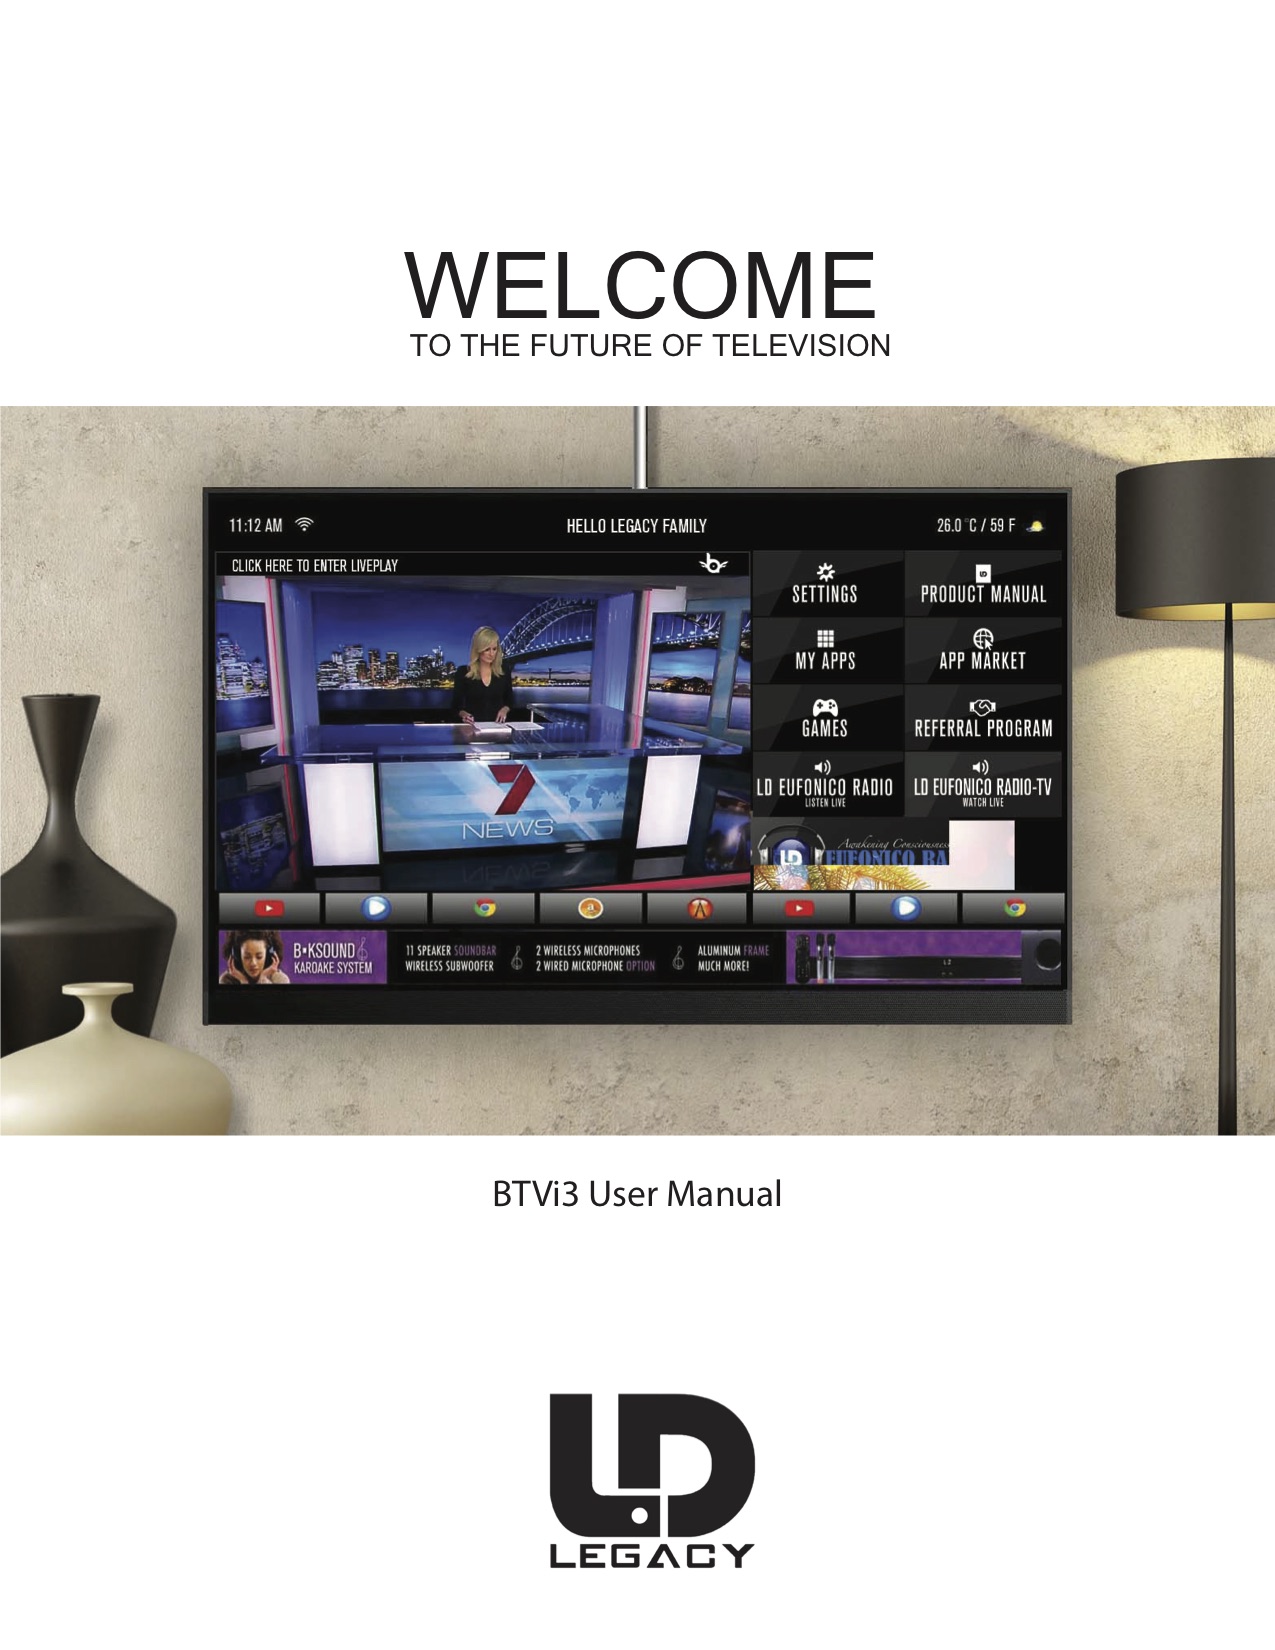 WELCOME
TO THE FUTURE OF TELEVISION
11:12 AM
HELLO LEGACY FAMILY
26.0 °C / 59 F
CLICK HERE TO ENTER LIVEPLAY
SETTINGS
PRODUCT MANUAL
MY APPS
APP MARKET
GAMES
REFERRAL PROGRAM
LD EUFONICO RADIO
LISTEN LIVE
LD EUFONICO RADIO-TV
WATCH LIVE
7
NEWS
Awakening Consciousness
LD EUFONICO RA
B•KSOUND
KAROAKE SYSTEM
11 SPEAKER SOUNDBAR
WIRELESS SUBWOOFER
2 WIRELESS MICROPHONES
2 WIRED MICROPHONE OPTION
ALUMINUM FRAME
MUCH MORE!
BTVi3 User Manual
LD
LEGACY